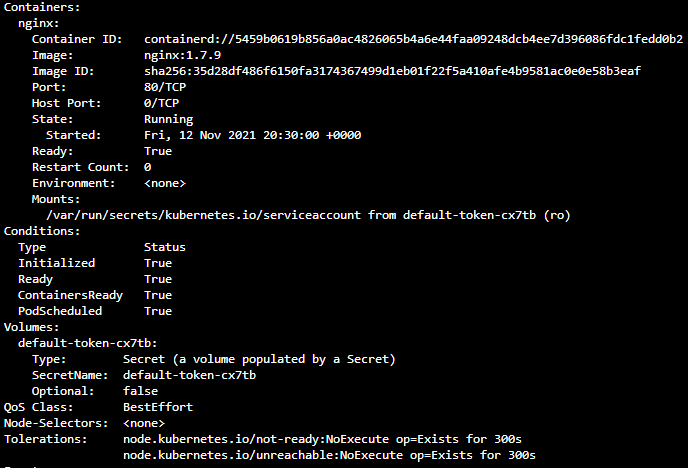 Containers:
  nginx:
    Container ID:   containerd://5459b0619b856a0ac4826065b4a6e44faa09248dcb4ee7d396086fdc1fedd0b2
    Image:          nginx:1.7.9
    Image ID:       sha256:35d28df486f6150fa3174367499d1eb01f22f5a410afe4b9581ac0e0e58b3eaf
    Port:           80/TCP
    Host Port:      0/TCP
    State:          Running
      Started:      Fri, 12 Nov 2021 20:30:00 +0000
    Ready:          True
    Restart Count:  0
    Environment:    <none>
    Mounts:
      /var/run/secrets/kubernetes.io/serviceaccount from default-token-cx7tb (ro)
Conditions:
  Type              Status
  Initialized       True
  Ready             True
  ContainersReady   True
  PodScheduled      True
Volumes:
  default-token-cx7tb:
    Type:        Secret (a volume populated by a Secret)
    SecretName:  default-token-cx7tb
    Optional:    false
QoS Class:       BestEffort
Node-Selectors:  <none>
Tolerations:     node.kubernetes.io/not-ready:NoExecute op=Exists for 300s
                 node.kubernetes.io/unreachable:NoExecute op=Exists for 300s